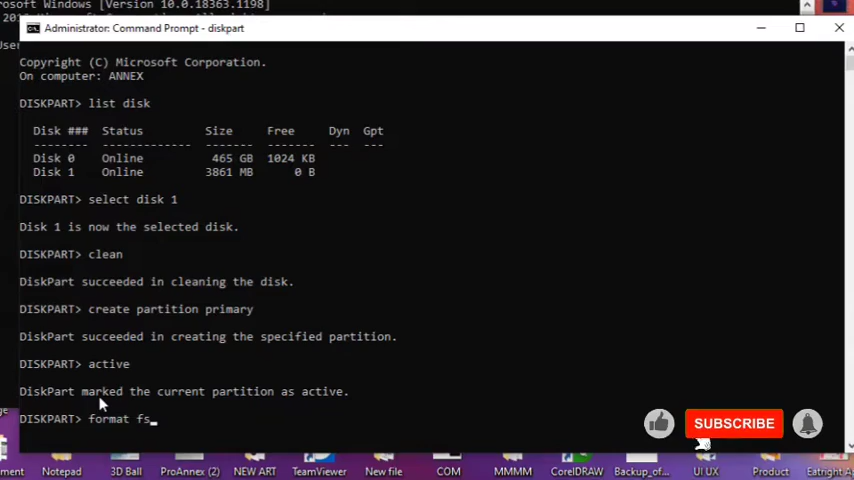 rosoft Windows [Version 10.0.18363.1198]
Administrator: Command Prompt - diskpart
Copyright (C) Microsoft Corporation.
On computer: ANNEX
DISKPART> list disk
Disk ### Status Size Free Dyn Gpt
-------- ------------- ------- ------- --- ---
Disk 0 Online 465 GB 1024 KB
Disk 1 Online 3861 MB 0 B
DISKPART> select disk 1
Disk 1 is now the selected disk.
DISKPART> clean
DiskPart succeeded in cleaning the disk.
DISKPART> create partition primary
DiskPart succeeded in creating the specified partition.
DISKPART> active
DiskPart marked the current partition as active.
DISKPART> format fs_
SUBSCRIBE
ment Notepad 3D Ball ProAnnex (2) NEW ART TeamViewer New file COM MMMM CorelDRAW Backup_of... UI UX Product Eatright A